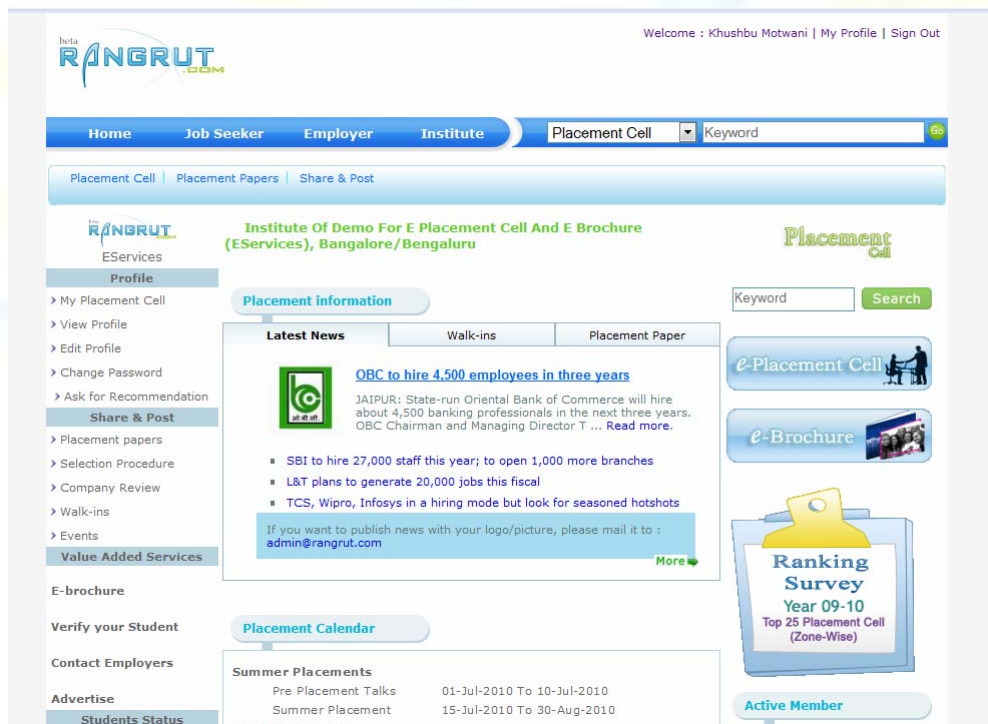 Welcome : Khushbu Motwani | My Profile | Sign Out
beta
RANGRUT
.COM
Home Job Seeker Employer Institute Placement Cell Keyword Go
Placement Cell | Placement Papers | Share & Post
beta
RANGRUT
EServices
Profile
My Placement Cell
View Profile
Edit Profile
Change Password
Ask for Recommendation
Share & Post
Placement papers
Selection Procedure
Company Review
Walk-ins
Events
Value Added Services
E-brochure
Verify your Student
Contact Employers
Advertise
Students Status
Institute Of Demo For E Placement Cell And E Brochure
(EServices), Bangalore/Bengaluru
Placement information
Latest News Walk-ins Placement Paper
OBC to hire 4,500 employees in three years
JAIPUR: State-run Oriental Bank of Commerce will hire
about 4,500 banking professionals in the next three years.
OBC Chairman and Managing Director T ... Read more.
ओ.बी.सी.
SBI to hire 27,000 staff this year; to open 1,000 more branches
L&T plans to generate 20,000 jobs this fiscal
TCS, Wipro, Infosys in a hiring mode but look for seasoned hotshots
If you want to publish news with your logo/picture, please mail it to :
admin@rangrut.com
More
Placement Calendar
Summer Placements
Pre Placement Talks 01-Jul-2010 To 10-Jul-2010
Summer Placement 15-Jul-2010 To 30-Aug-2010
Placement
Cell
Keyword Search
e-Placement Cell
e-Brochure
Ranking
Survey
Year 09-10
Top 25 Placement Cell
(Zone-Wise)
Active Member